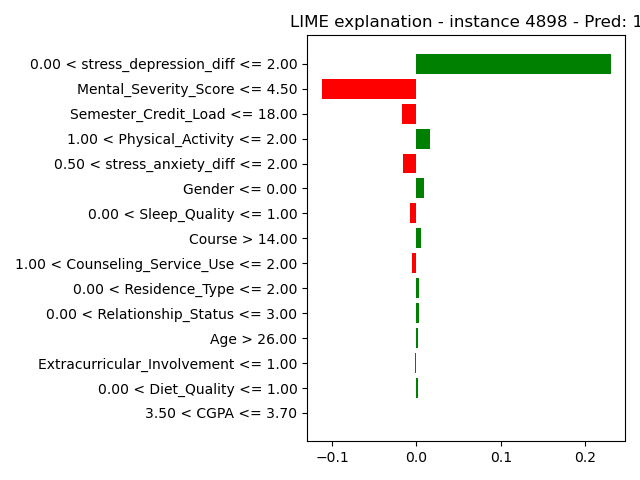 LIME explanation - instance 4898 - Pred: 1
0.00 < stress_depression_diff <= 2.00
Mental_Severity_Score <= 4.50
Semester_Credit_Load <= 18.00
1.00 < Physical_Activity <= 2.00
0.50 < stress_anxiety_diff <= 2.00
Gender <= 0.00
0.00 < Sleep_Quality <= 1.00
Course > 14.00
1.00 < Counseling_Service_Use <= 2.00
0.00 < Residence_Type <= 2.00
0.00 < Relationship_Status <= 3.00
Age > 26.00
Extracurricular_Involvement <= 1.00
0.00 < Diet_Quality <= 1.00
3.50 < CGPA <= 3.70
−0.1 0.0 0.1 0.2